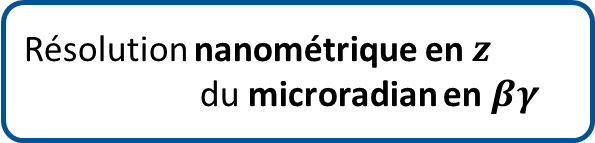 Résolution nanométrique en z
du microradian en βγ